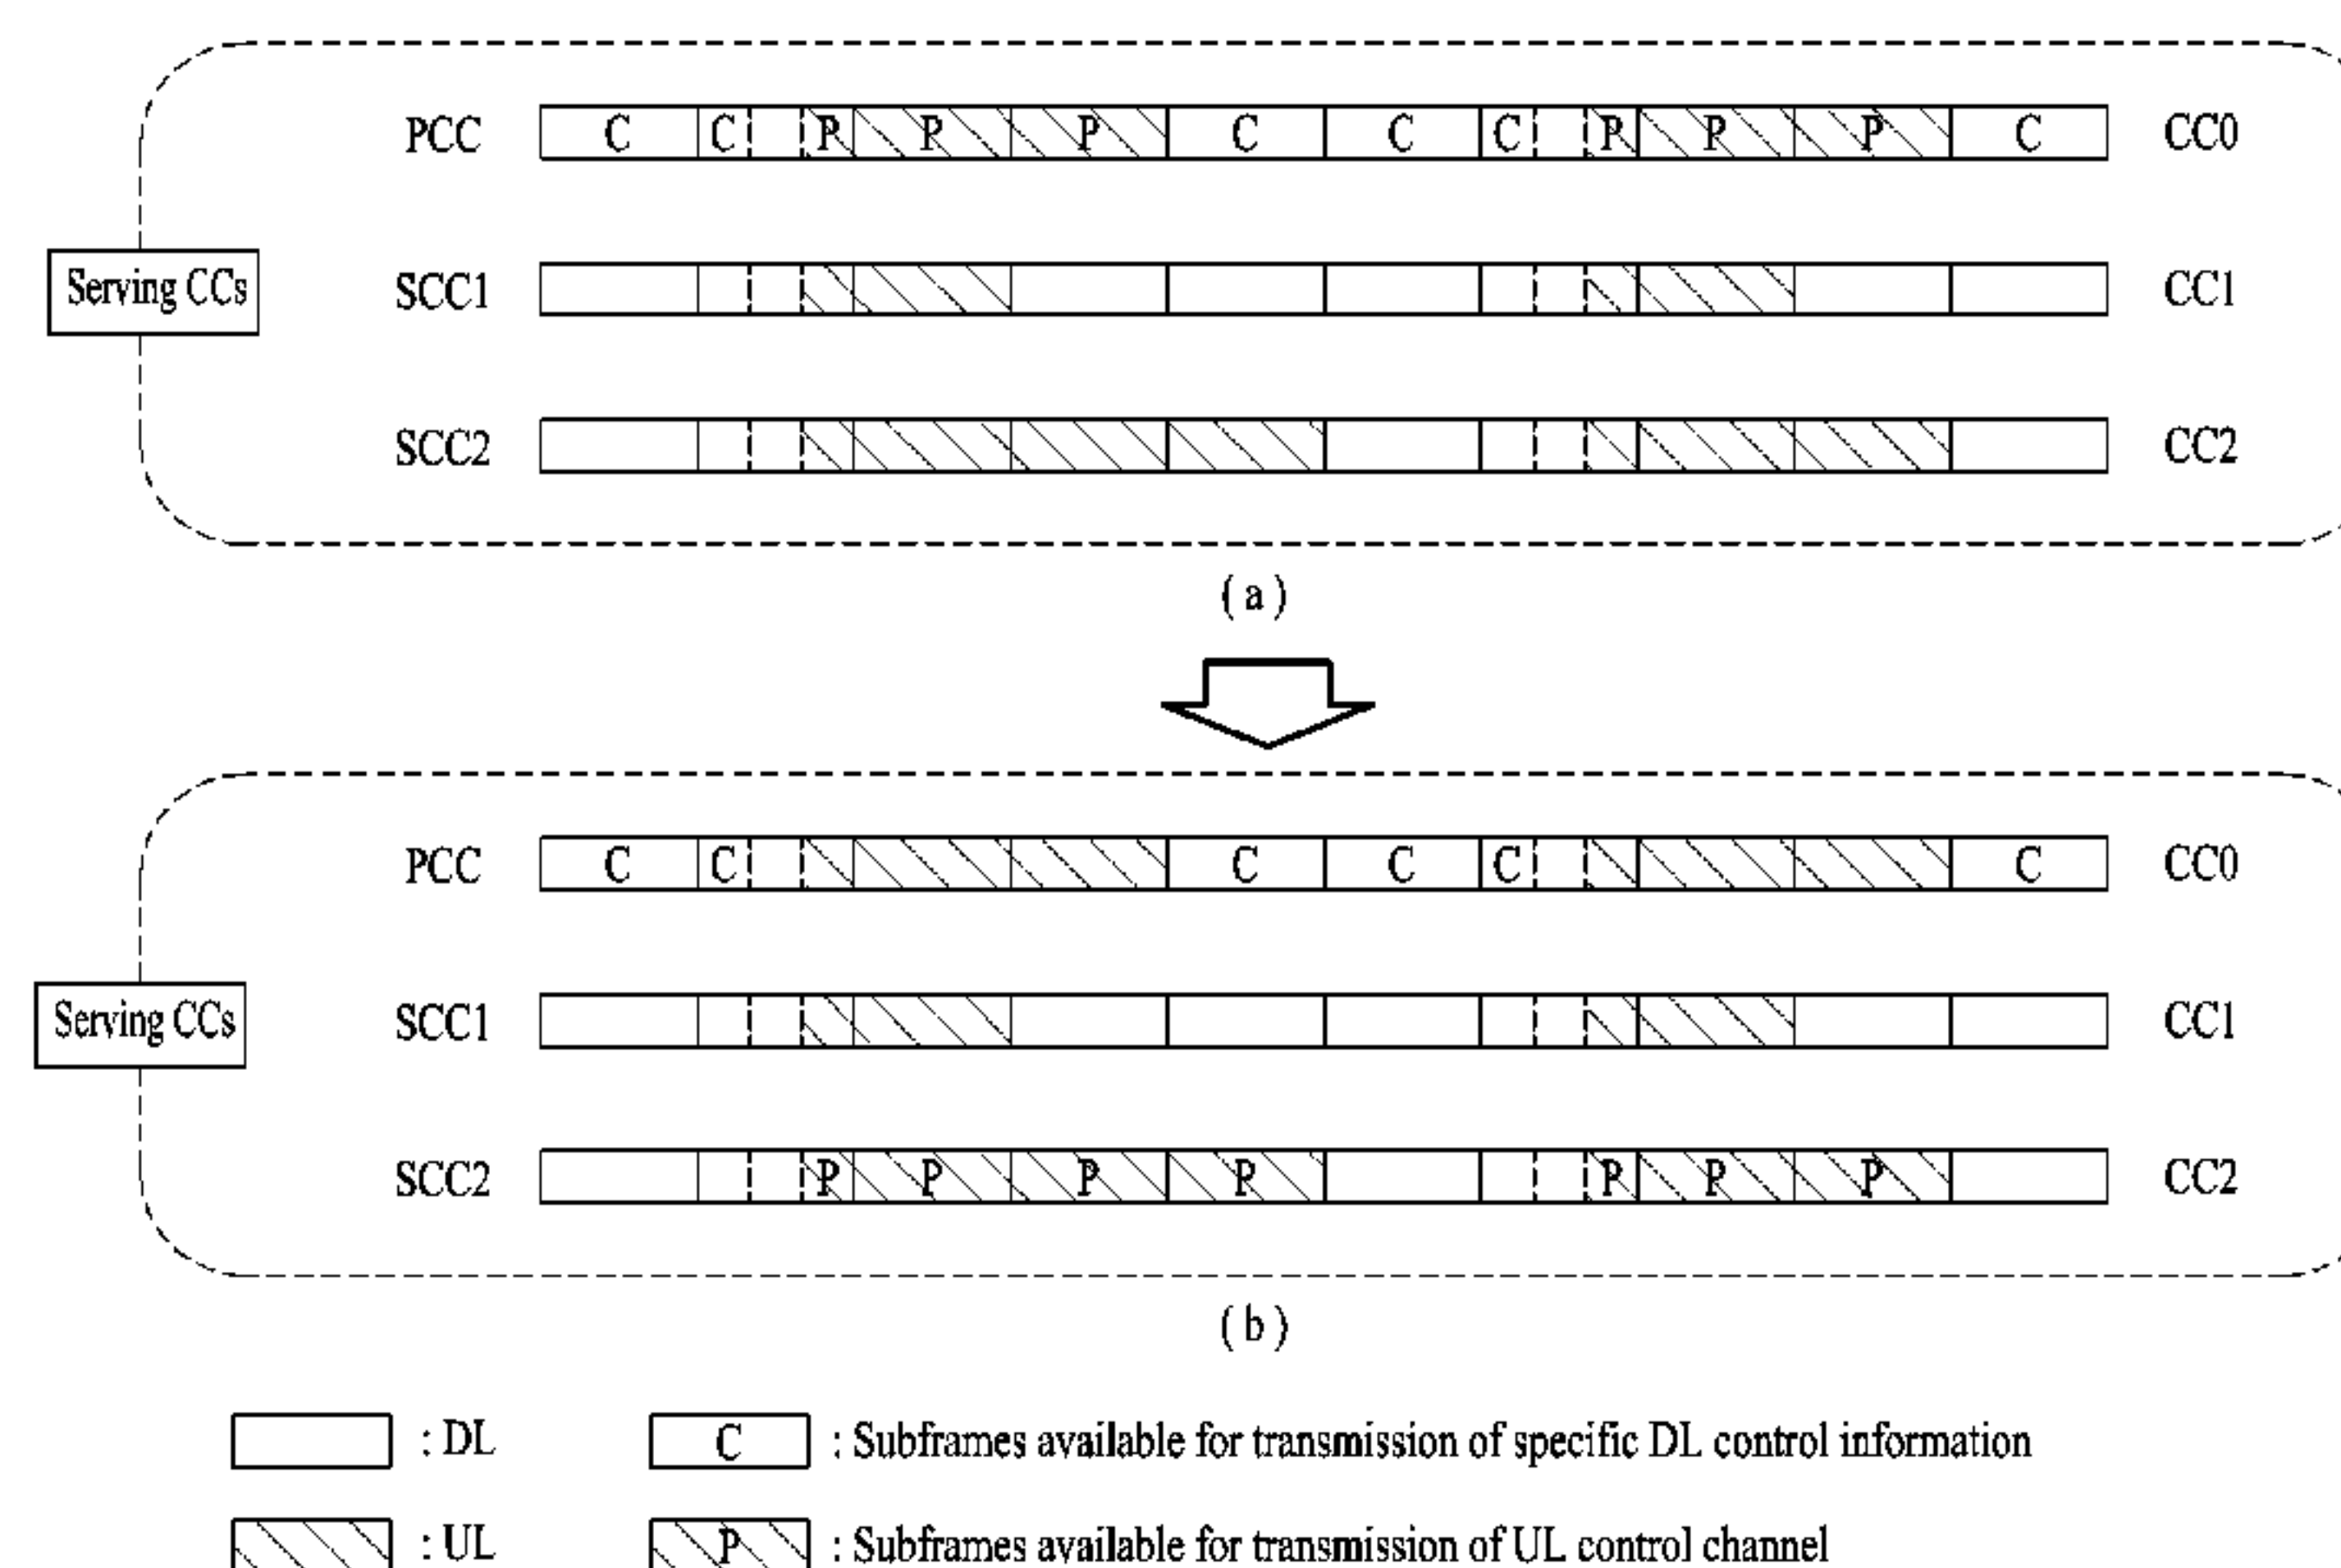 PCC C C P P P C C C P P P C CC0
Serving CCs
SCC1 CC1
SCC2 CC2
(a)
PCC C C C C C C CC0
Serving CCs
SCC1 CC1
SCC2 P P P P P P P CC2
(b)
: DL C : Subframes available for transmission of specific DL control information
: UL P : Subframes available for transmission of UL control channel